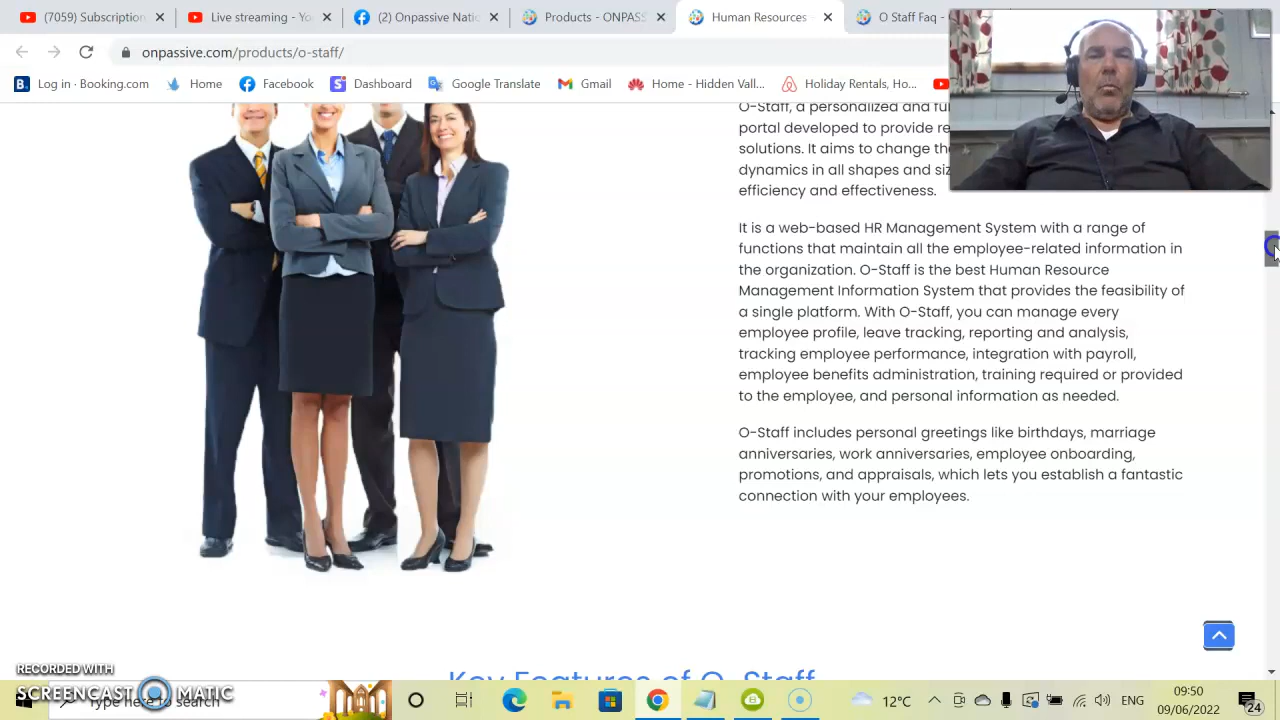 (7059) Subscription
Live streaming - Yo
(2) Onpassive Nati
Products - ONPASS
Human Resources -
O Staff Faq -
onpassive.com/products/o-staff/
Log in - Booking.com
Home
Facebook
Dashboard
Google Translate
Gmail
Home - Hidden Vall...
Holiday Rentals, Ho...
O-Staff, a personalized and fu
portal developed to provide re
solutions. It aims to change th
dynamics in all shapes and siz
efficiency and effectiveness.
It is a web-based HR Management System with a range of
functions that maintain all the employee-related information in
the organization. O-Staff is the best Human Resource
Management Information System that provides the feasibility of
a single platform. With O-Staff, you can manage every
employee profile, leave tracking, reporting and analysis,
tracking employee performance, integration with payroll,
employee benefits administration, training required or provided
to the employee, and personal information as needed.
O-Staff includes personal greetings like birthdays, marriage
anniversaries, work anniversaries, employee onboarding,
promotions, and appraisals, which lets you establish a fantastic
connection with your employees.
Key Features of O-Staff
RECORDED WITH
SCREENCAST MATIC
Type here to search
12°C
ENG
09:50
09/06/2022
24